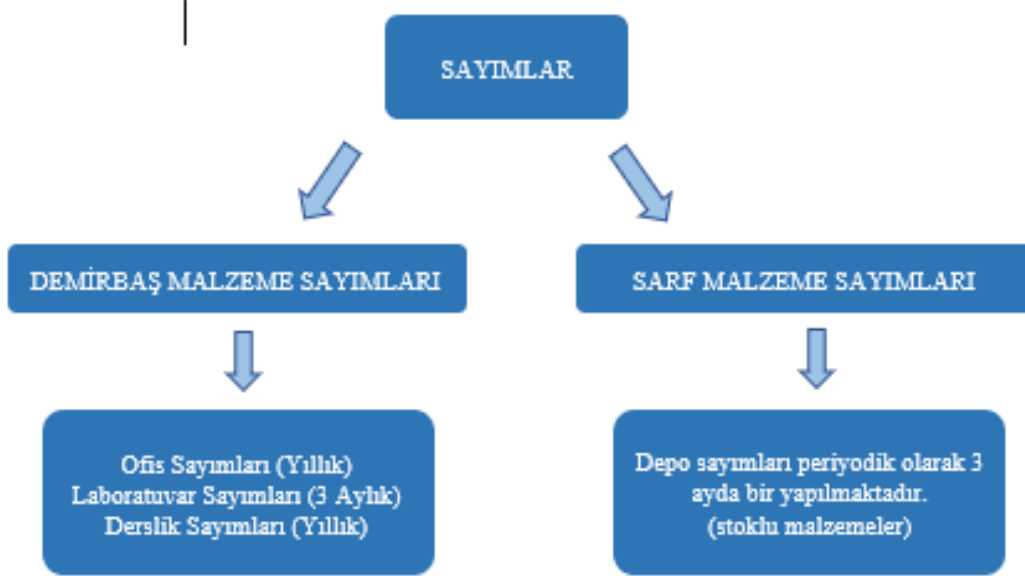 SAYIMLAR
DEMİRBAŞ MALZEME SAYIMLARI
SARF MALZEME SAYIMLARI
Ofis Sayımları (Yıllık)
Laboratuvar Sayımları (3 Aylık)
Derslik Sayımları (Yıllık)
Depo sayımları periyodik olarak 3
ayda bir yapılmaktadır.
(stoklu malzemeler)